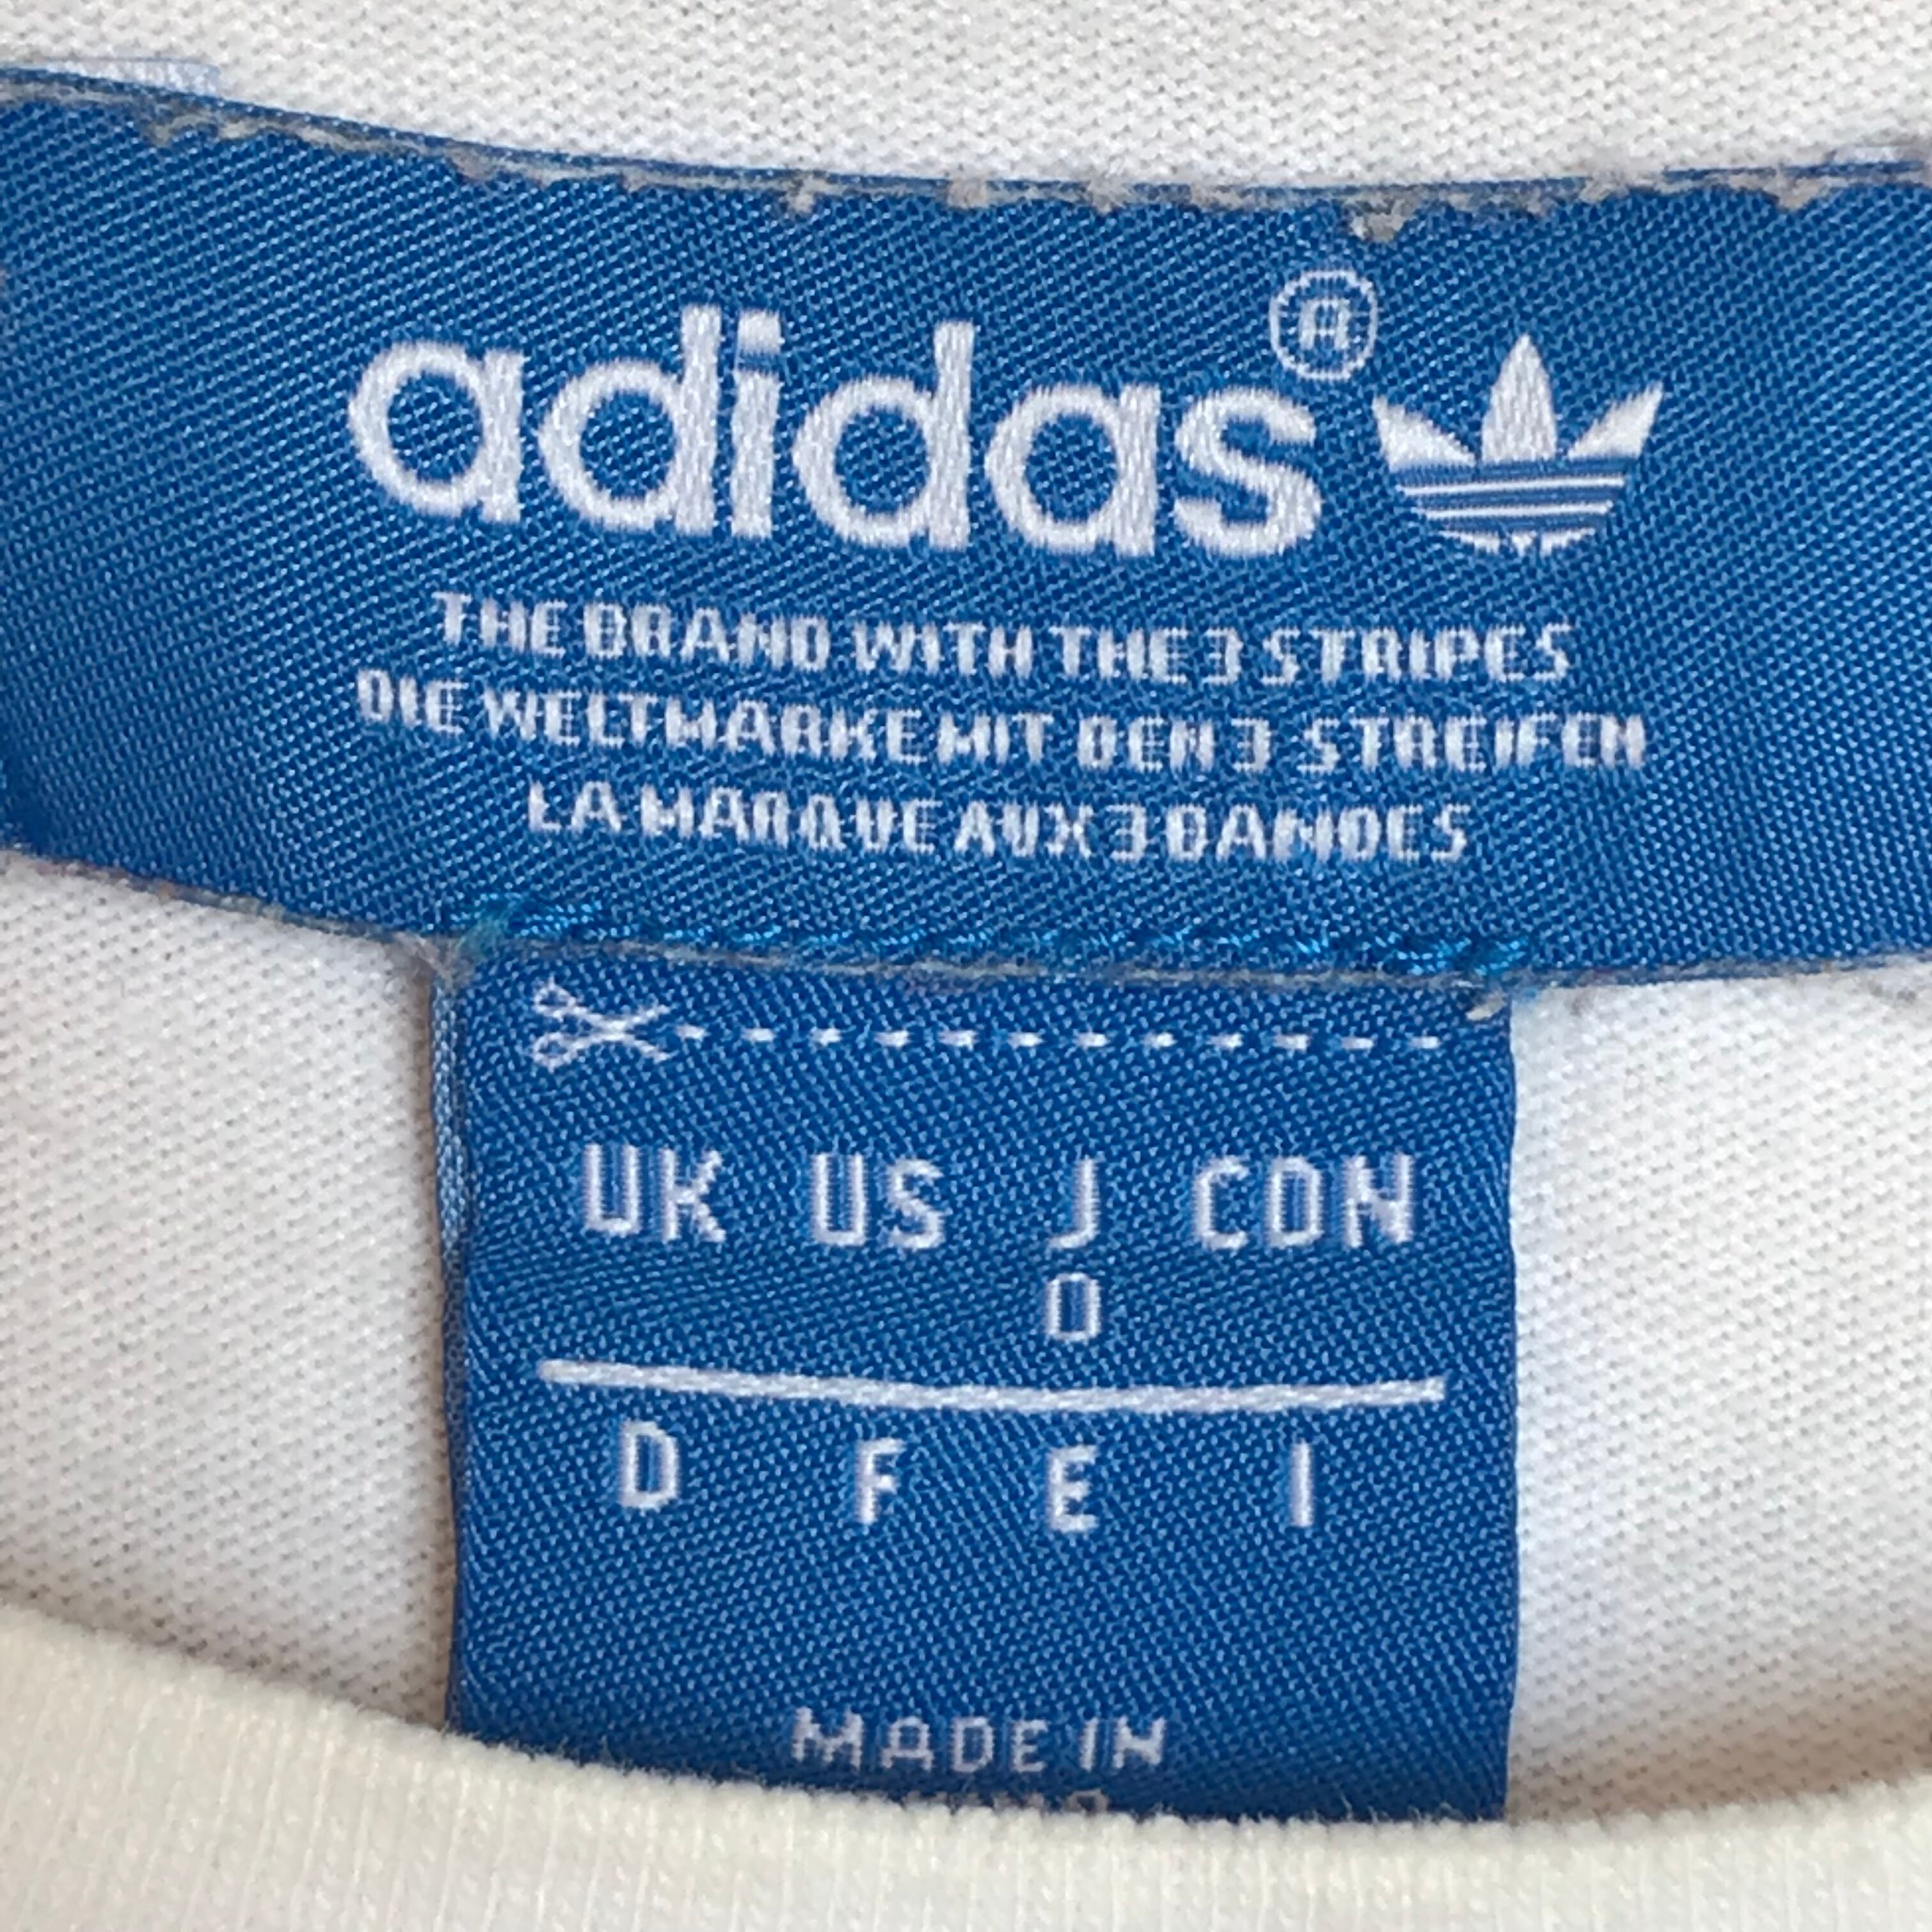 adidas®
THE BRAND WITH THE 3 STRIPES
DIE WELTMARKE MIT DEN 3 STREIFEN
LA MARQUE AUX 3 BANDES
UK US J CDN
O
D F E I
MADE IN